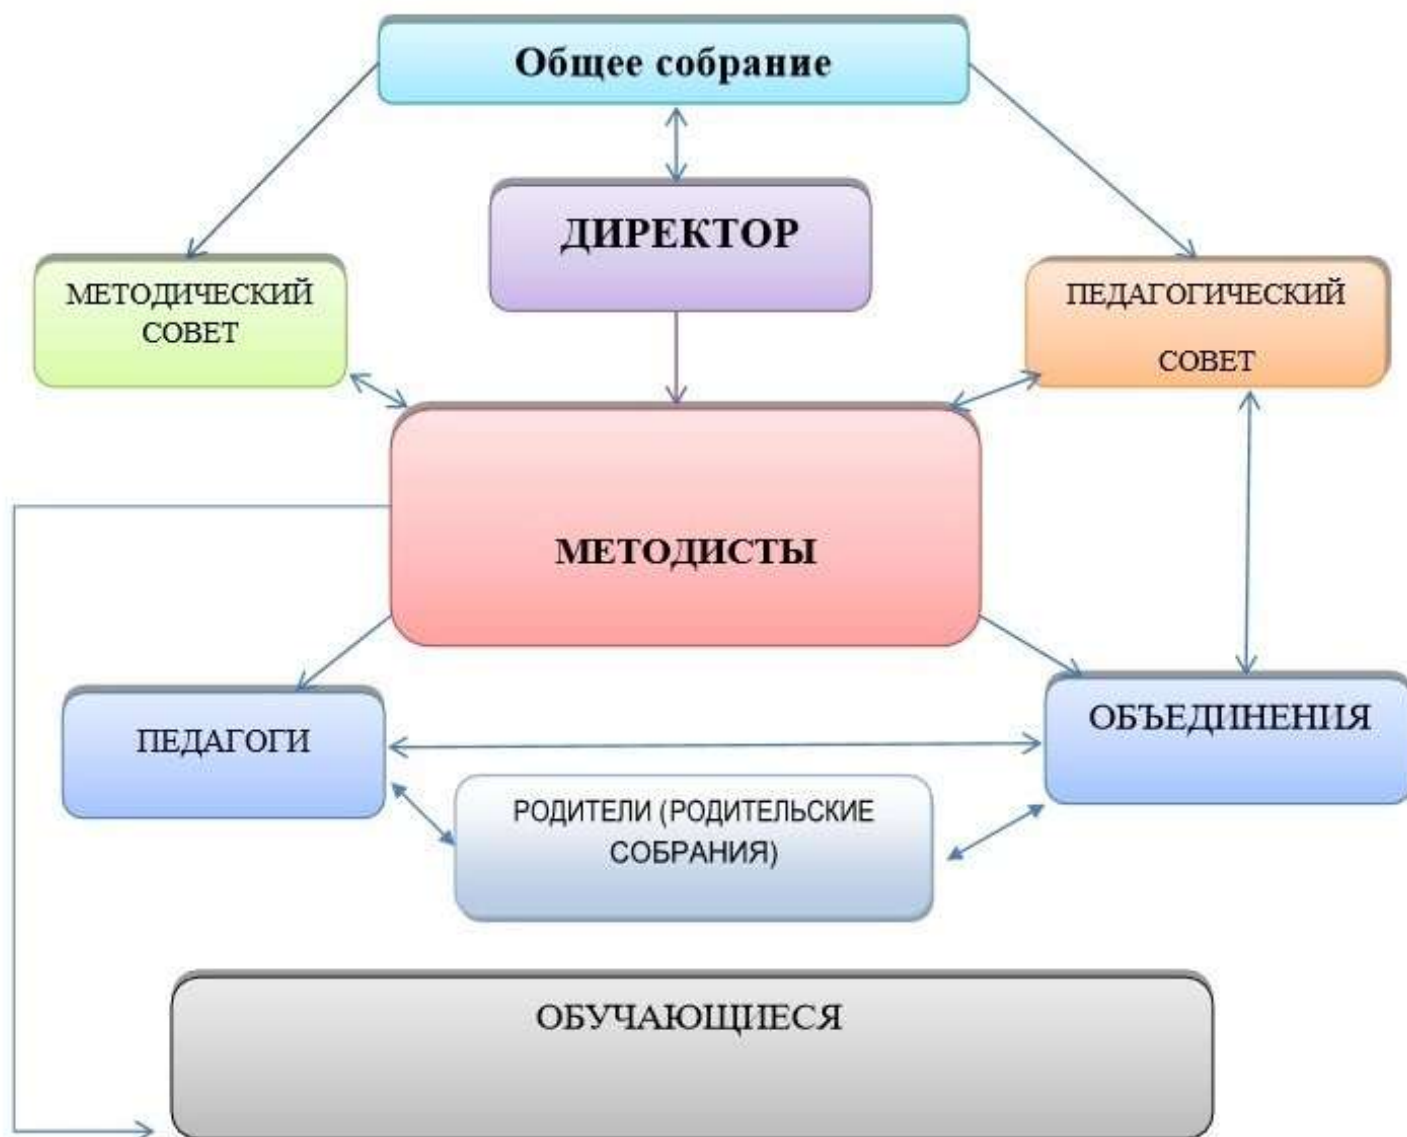 Общее собрание
ДИРЕКТОР
МЕТОДИЧЕСКИЙ
СОВЕТ
ПЕДАГОГИЧЕСКИЙ
СОВЕТ
МЕТОДИСТЫ
ПЕДАГОГИ
ОБЪЕДИНЕНИЯ
РОДИТЕЛИ (РОДИТЕЛЬСКИЕ
СОБРАНИЯ)
ОБУЧАЮЩИЕСЯ